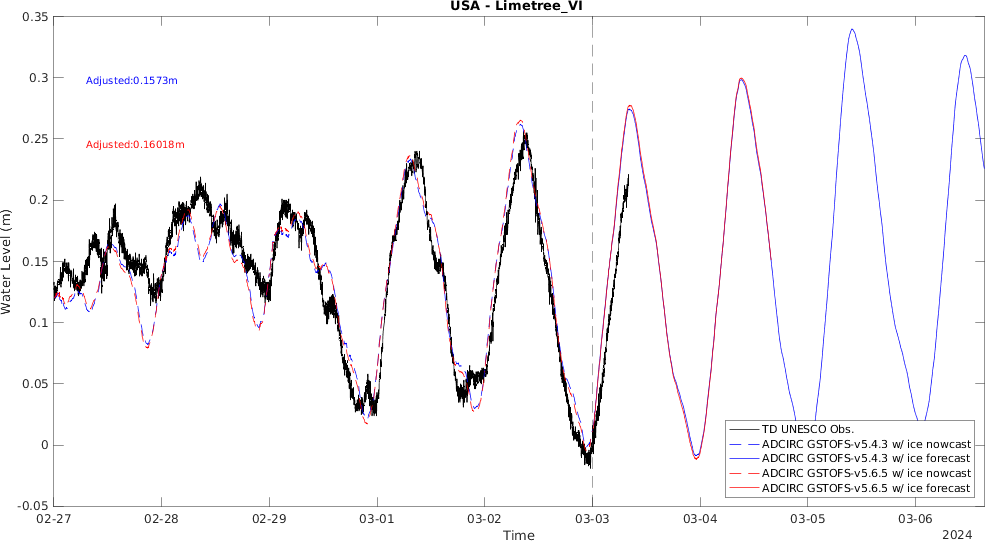 USA - Limetree_VI
0.35
0.3
0.25
0.2
0.15
0.1
0.05
0
-0.05
Water Level (m)
Adjusted:0.1573m
Adjusted:0.16018m
TD UNESCO Obs.
ADCIRC GSTOFS-v5.4.3 w/ ice nowcast
ADCIRC GSTOFS-v5.4.3 w/ ice forecast
ADCIRC GSTOFS-v5.6.5 w/ ice nowcast
ADCIRC GSTOFS-v5.6.5 w/ ice forecast
02-27 02-28 02-29 03-01 03-02 03-03 03-04 03-05 03-06
Time
2024